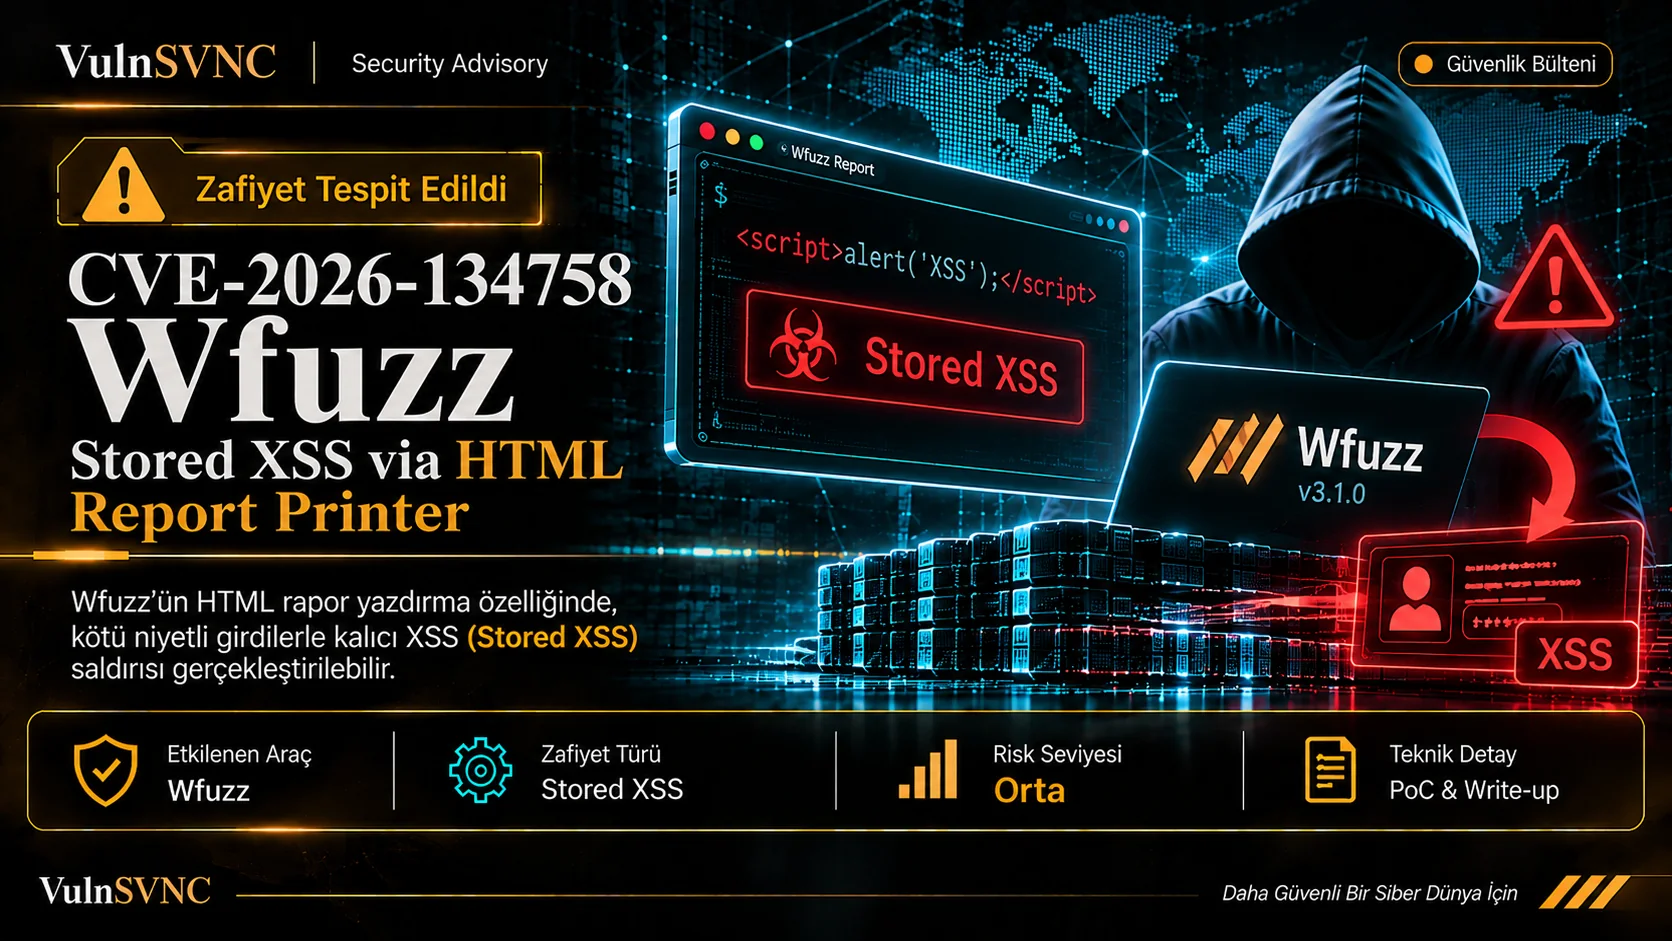 VulnSVNC
Security Advisory
Güvenlik Bülteni
Zafiyet Tespit Edildi
CVE-2026-134758
Wfuzz
Stored XSS via HTML
Report Printer
Wfuzz’ün HTML rapor yazdırma özelliğinde,
kötü niyetli girdilerle kalıcı XSS (Stored XSS)
saldırısı gerçekleştirilebilir.
Wfuzz Report
$
<script>alert('XSS');</script>
Stored XSS
Wfuzz
v3.1.0
XSS
Etkilenen Araç
Wfuzz
Zafiyet Türü
Stored XSS
Risk Seviyesi
Orta
Teknik Detay
PoC & Write-up
VulnSVNC
Daha Güvenli Bir Siber Dünya İçin